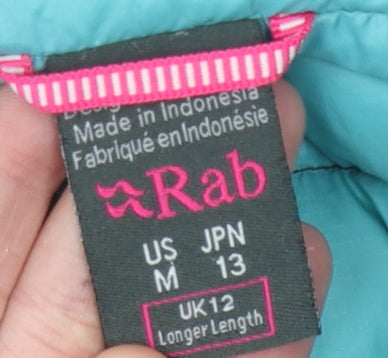 Made in Indonesia
Fabriqué en Indonésie
Rab
US JPN
M 13
UK12
Longer Length